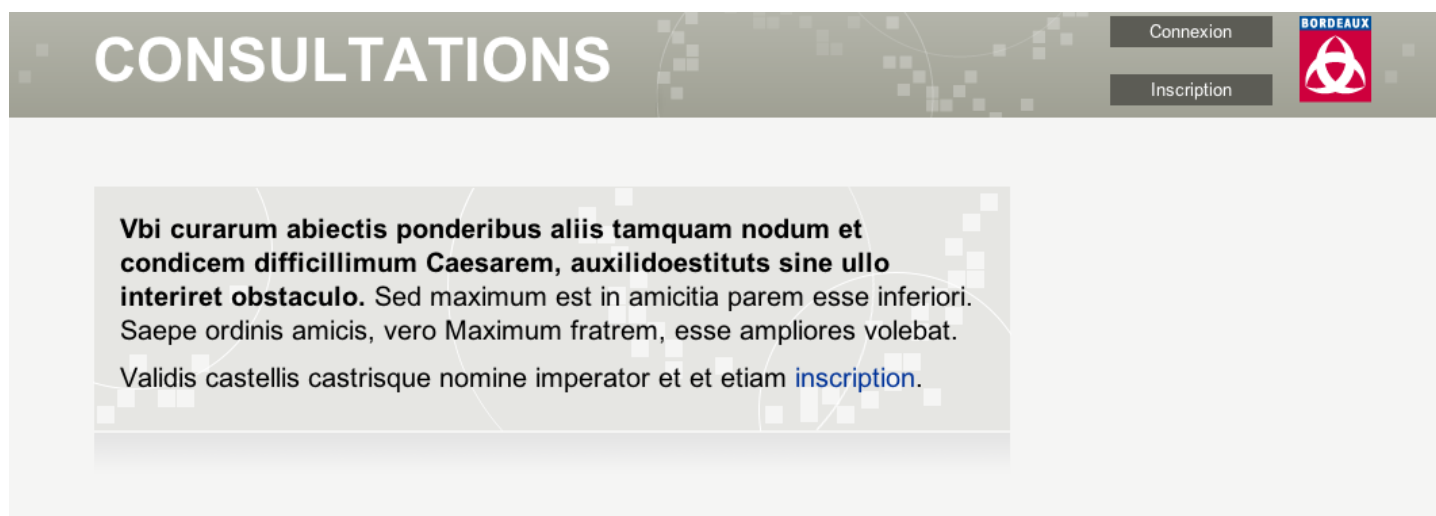 CONSULTATIONS
Connexion
BORDEAUX
Inscription
Vbi curarum abiectis ponderibus aliis tamquam nodum et
condicem difficillimum Caesarem, auxilidoestituts sine ullo
interiret obstaculo. Sed maximum est in amicitia parem esse inferiori.
Saepe ordinis amicis, vero Maximum fratrem, esse ampliores volebat.
Validis castellis castrisque nomine imperator et et etiam inscription.